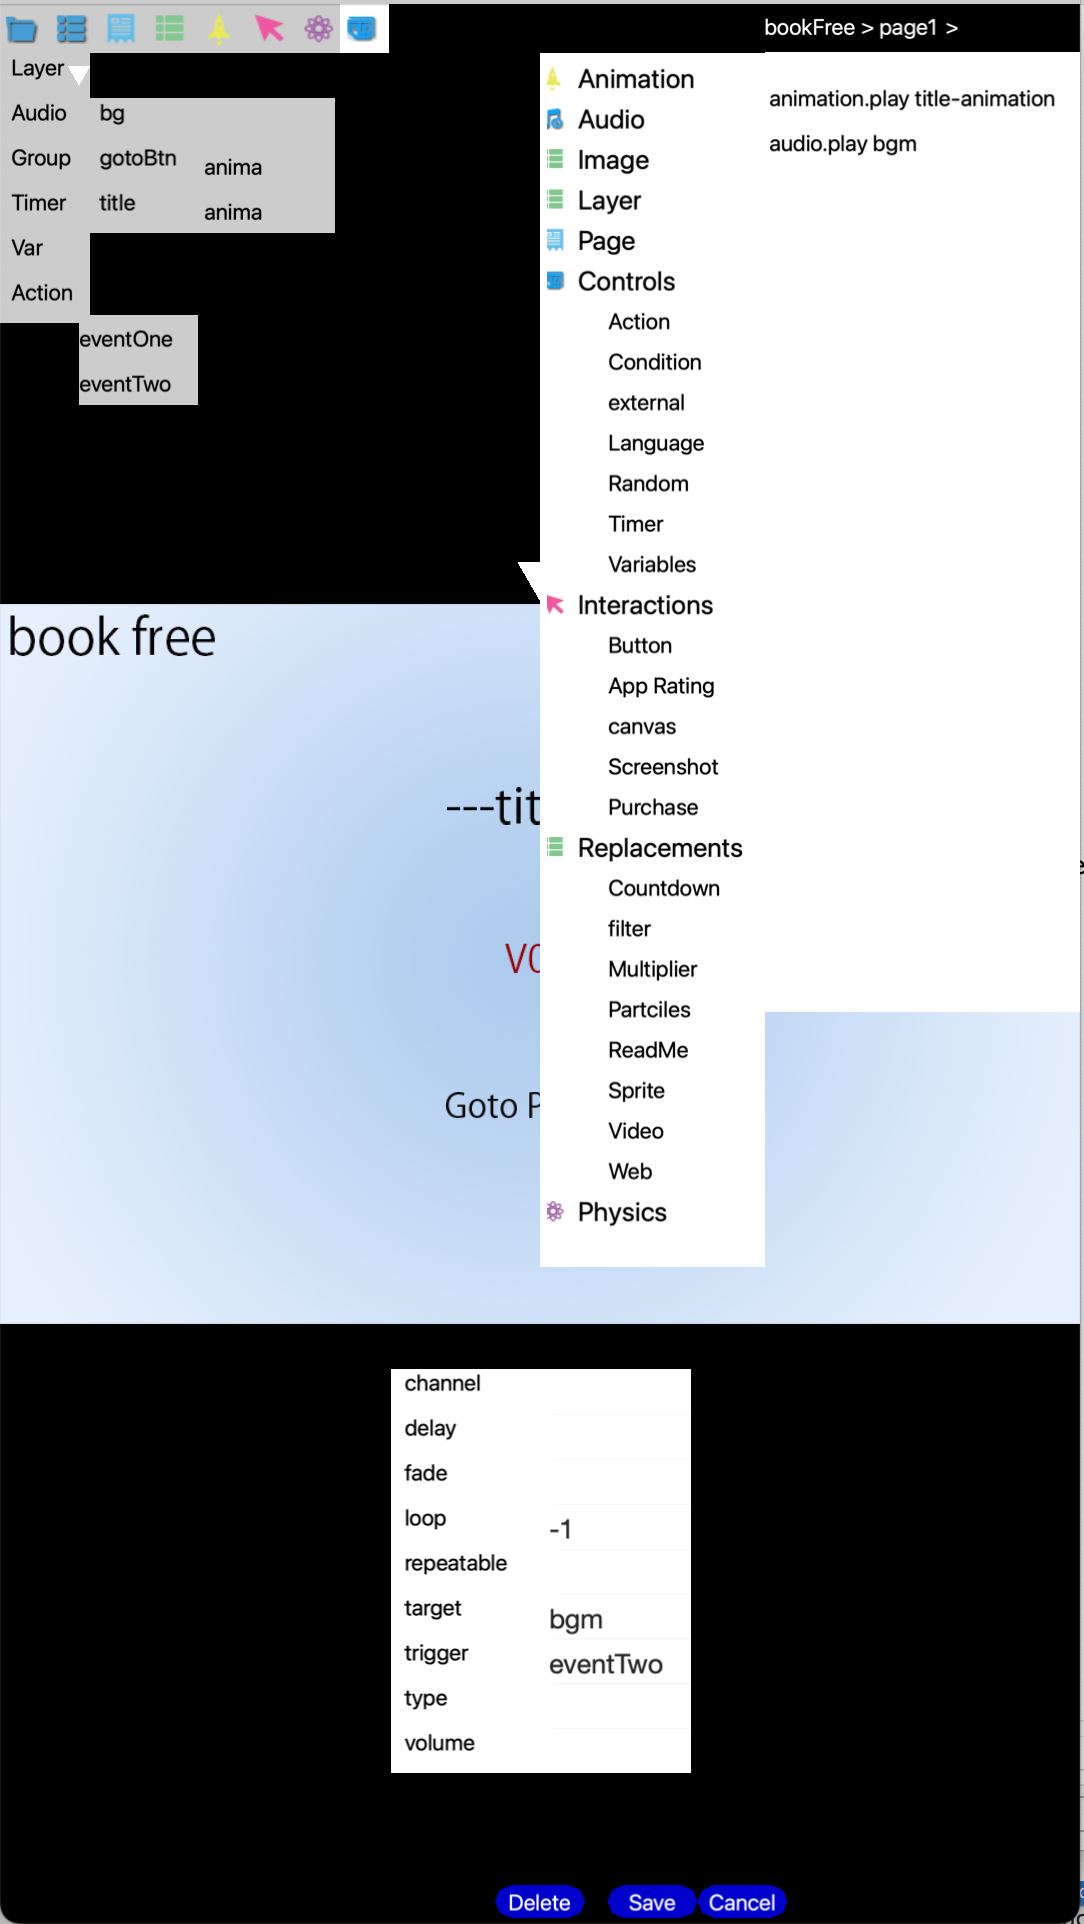 bookFree > page1 >
Layer
Audio
Group
Timer
Var
Action
bg
gotoBtn
title
anima
anima
eventOne
eventTwo
Animation
Audio
Image
Layer
Page
Controls
Action
Condition
external
Language
Random
Timer
Variables
Interactions
Button
App Rating
canvas
Screenshot
Purchase
Replacements
Countdown
filter
Multiplier
Partciles
ReadMe
Sprite
Video
Web
Physics
animation.play title-animation
audio.play bgm
book free
---tit
Goto P
channel
delay
fade
loop -1
repeatable
target bgm
trigger eventTwo
type
volume
Delete Save Cancel